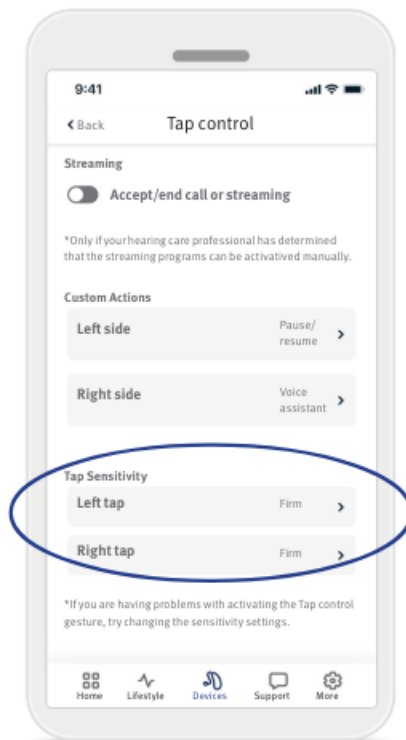 9:41
Back
Tap control
Streaming
Accept/end call or streaming
*Only if your hearing care professional has determined
that the streaming programs can be activatived manually.
Custom Actions
Left side
Pause/
resume
Right side
Voice
assistant
Tap Sensitivity
Left tap
Firm
Right tap
Firm
*If you are having problems with activating the Tap control
gesture, try changing the sensitivity settings.
Home
Lifestyle
Devices
Support
More